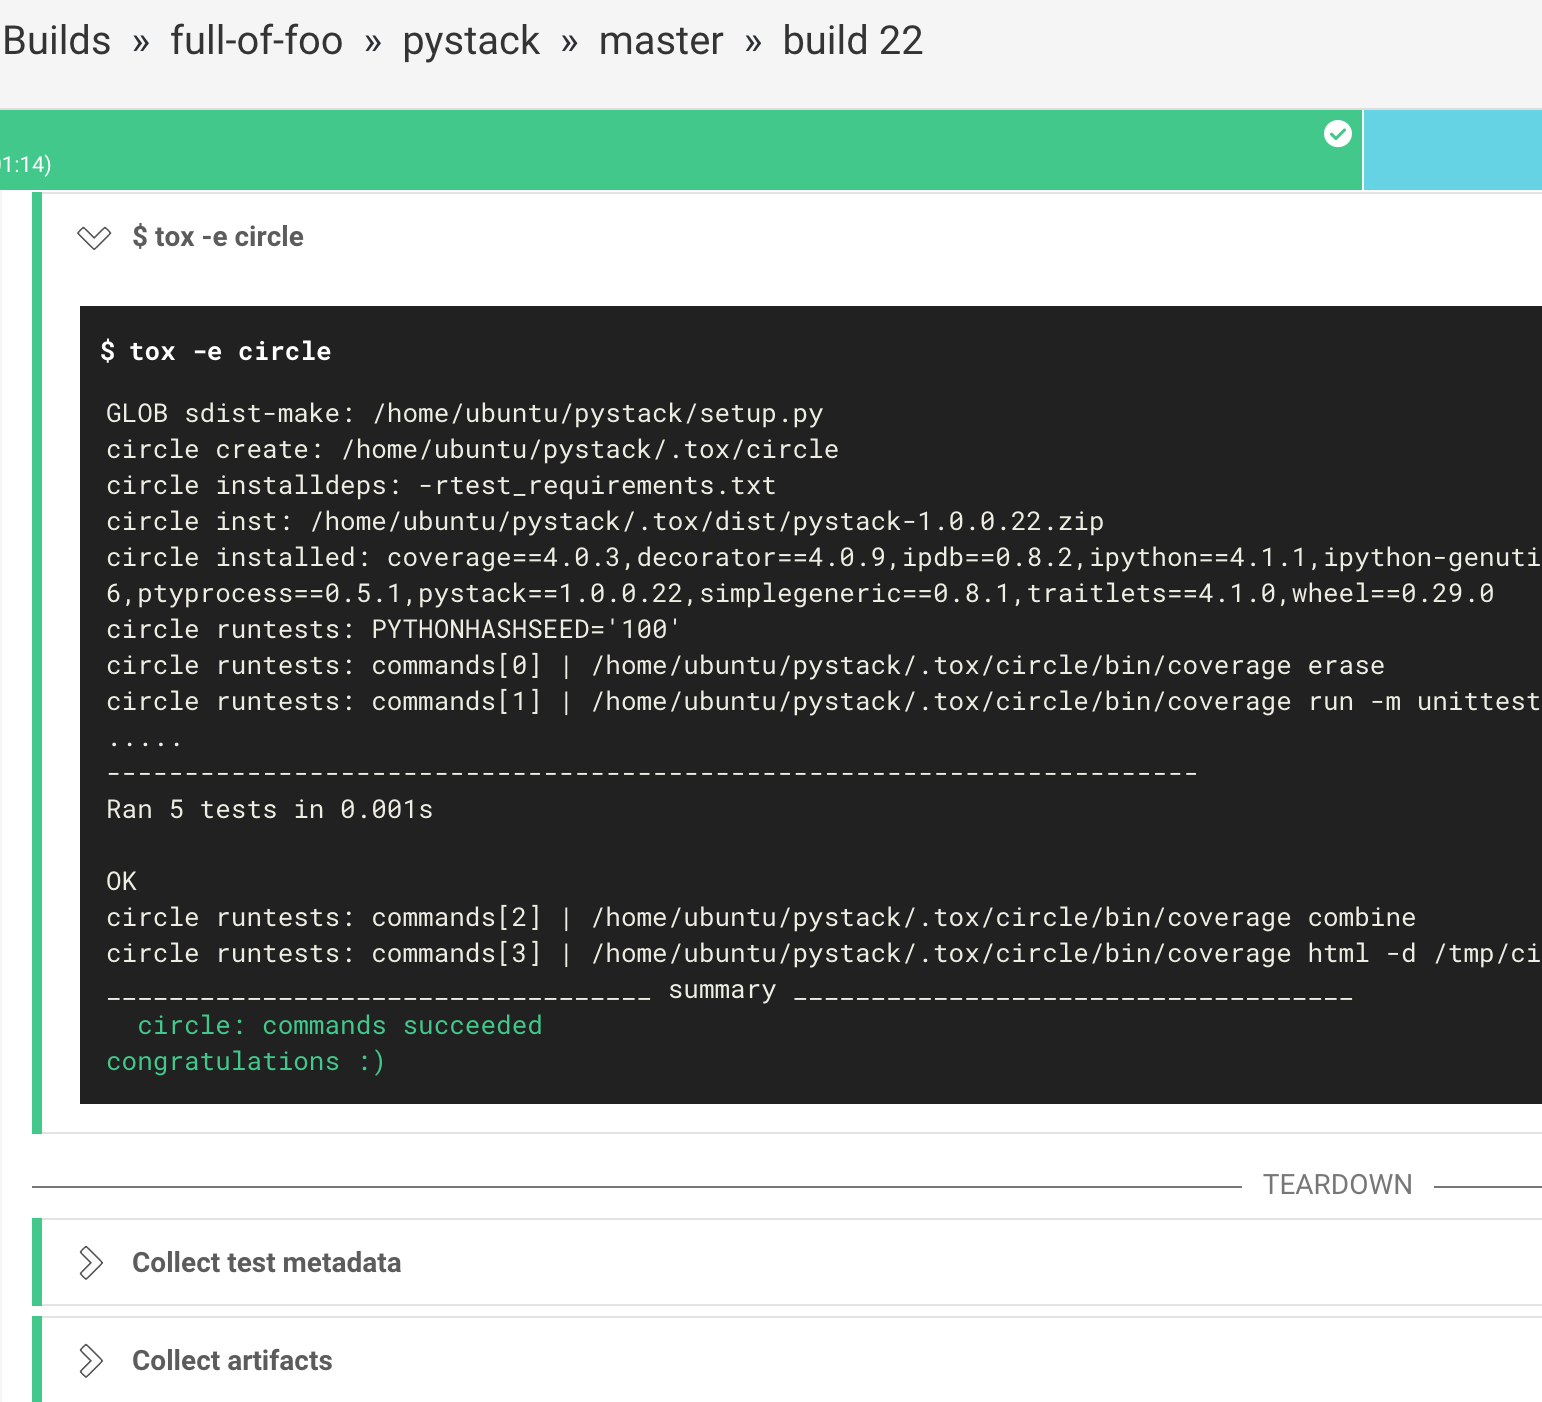 Builds » full-of-foo » pystack » master » build 22
1:14)
$ tox -e circle
$ tox -e circle
GLOB sdist-make: /home/ubuntu/pystack/setup.py
circle create: /home/ubuntu/pystack/.tox/circle
circle installdeps: -rtest_requirements.txt
circle inst: /home/ubuntu/pystack/.tox/dist/pystack-1.0.0.22.zip
circle installed: coverage==4.0.3,decorator==4.0.9,ipdb==0.8.2,ipython==4.1.1,ipython-genuti
6,ptyprocess==0.5.1,pystack==1.0.0.22,simplegeneric==0.8.1,traitlets==4.1.0,wheel==0.29.0
circle runtests: PYTHONHASHSEED='100'
circle runtests: commands[0] | /home/ubuntu/pystack/.tox/circle/bin/coverage erase
circle runtests: commands[1] | /home/ubuntu/pystack/.tox/circle/bin/coverage run -m unittest
.....
----------------------------------------------------------------------
Ran 5 tests in 0.001s
OK
circle runtests: commands[2] | /home/ubuntu/pystack/.tox/circle/bin/coverage combine
circle runtests: commands[3] | /home/ubuntu/pystack/.tox/circle/bin/coverage html -d /tmp/ci
___________________________________ summary ____________________________________
circle: commands succeeded
congratulations :)
TEARDOWN
Collect test metadata
Collect artifacts